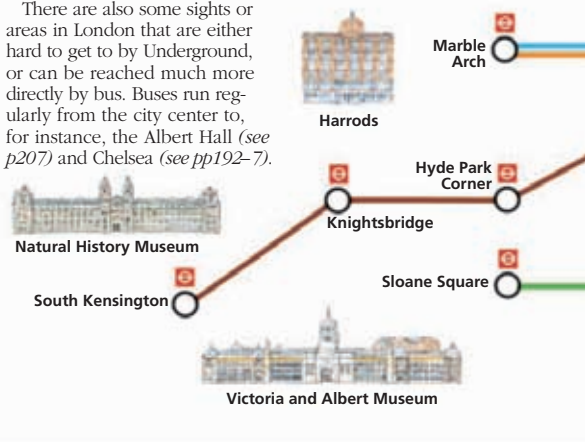 There are also some sights or
areas in London that are either
hard to get to by Underground,
or can be reached much more
directly by bus. Buses run reg-
ularly from the city center to,
for instance, the Albert Hall (see
p207) and Chelsea (see pp192–7).
Harrods
Marble
Arch
Hyde Park
Corner
Knightsbridge
Natural History Museum
South Kensington
Sloane Square
Victoria and Albert Museum